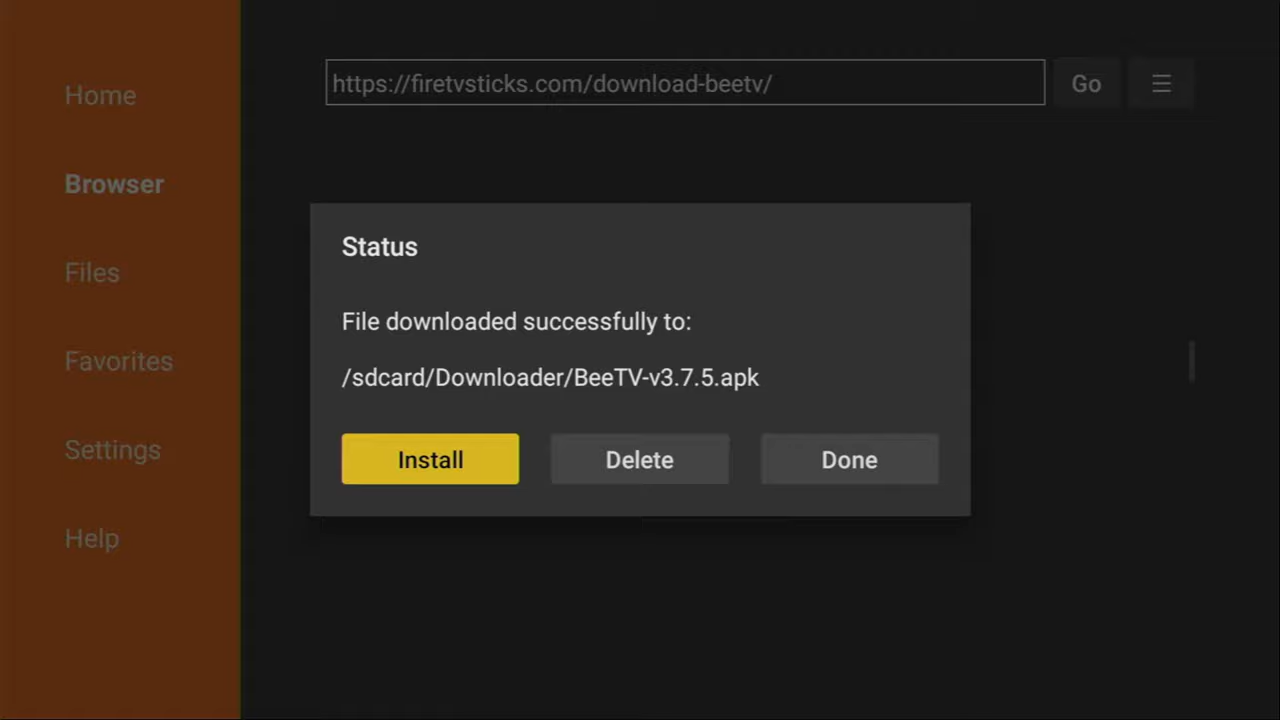 Home
Browser
Files
Favorites
Settings
Help
https://firetvsticks.com/download-beetv/
Go
Status
File downloaded successfully to:
/sdcard/Downloader/BeeTV-v3.7.5.apk
Install
Delete
Done